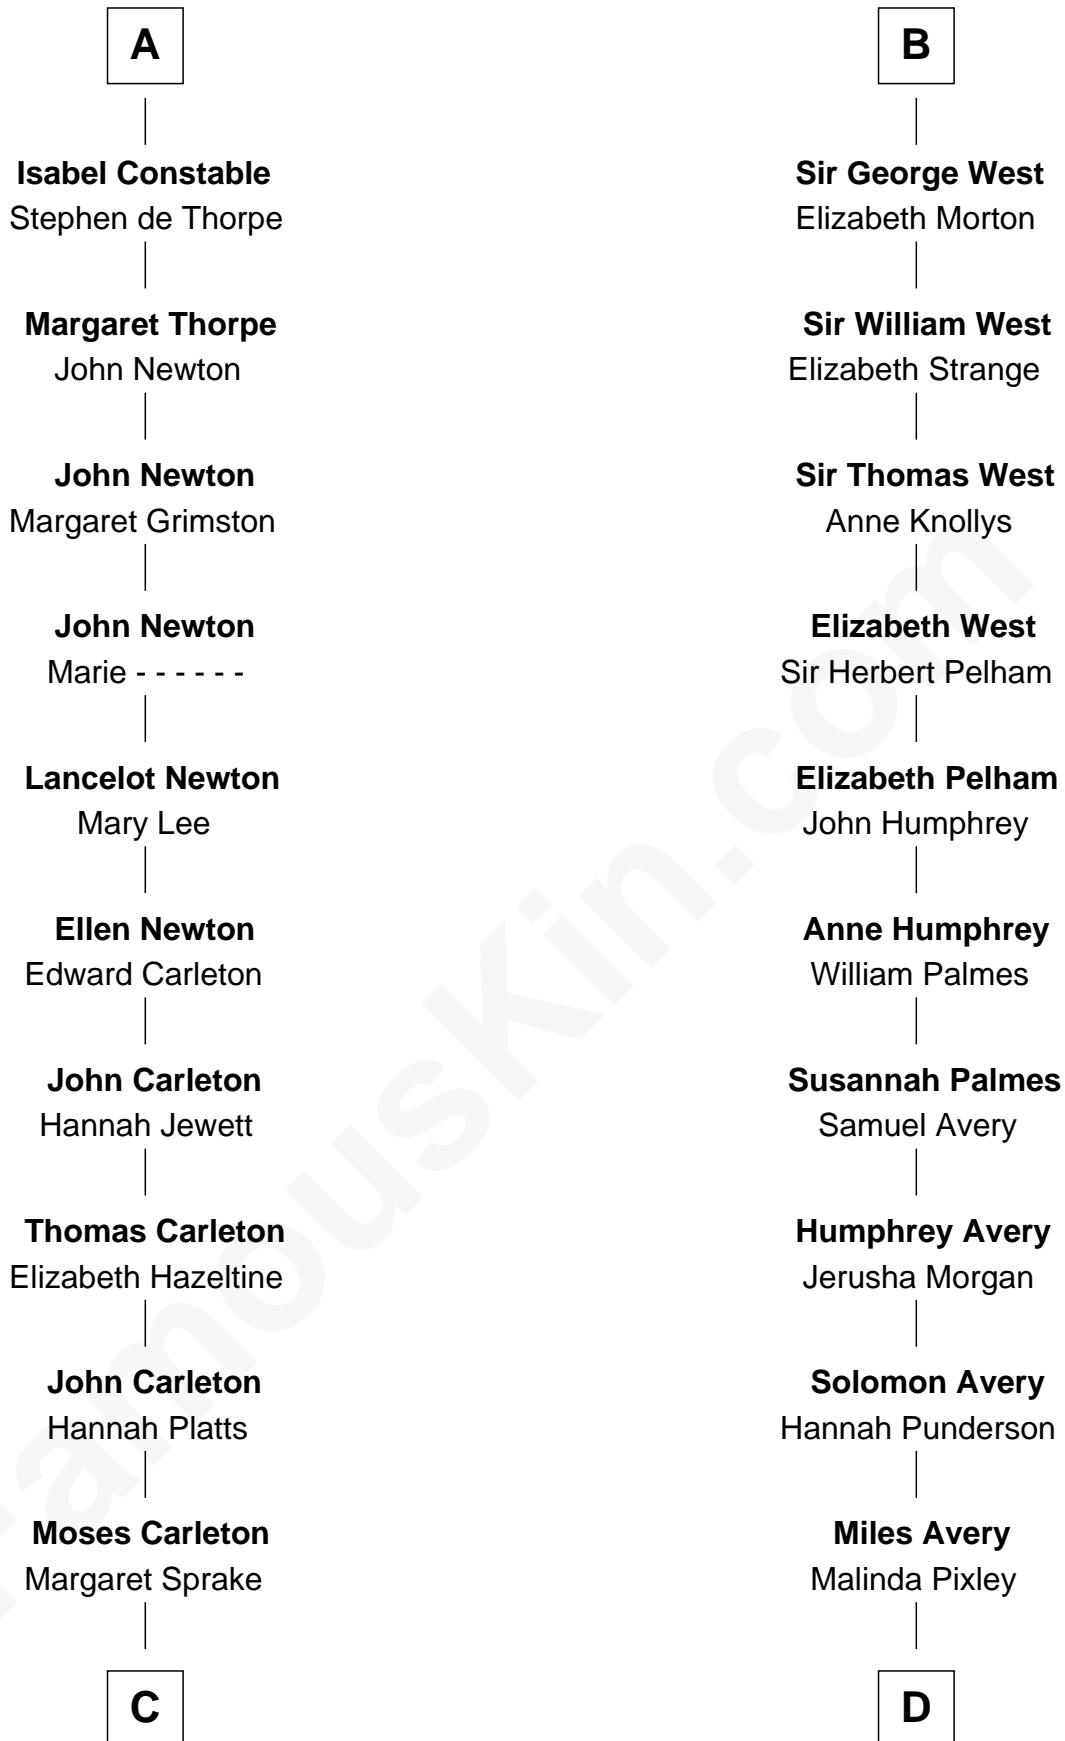 A
Isabel Constable
Stephen de Thorpe
Margaret Thorpe
John Newton
John Newton
Margaret Grimston
John Newton
Marie - - - - - -
Lancelot Newton
Mary Lee
Ellen Newton
Edward Carleton
John Carleton
Hannah Jewett
Thomas Carleton
Elizabeth Hazeltine
John Carleton
Hannah Platts
Moses Carleton
Margaret Sprake
C
B
Sir George West
Elizabeth Morton
Sir William West
Elizabeth Strange
Sir Thomas West
Anne Knollys
Elizabeth West
Sir Herbert Pelham
Elizabeth Pelham
John Humphrey
Anne Humphrey
William Palmes
Susannah Palmes
Samuel Avery
Humphrey Avery
Jerusha Morgan
Solomon Avery
Hannah Punderson
Miles Avery
Malinda Pixley
D
FamousKin.com